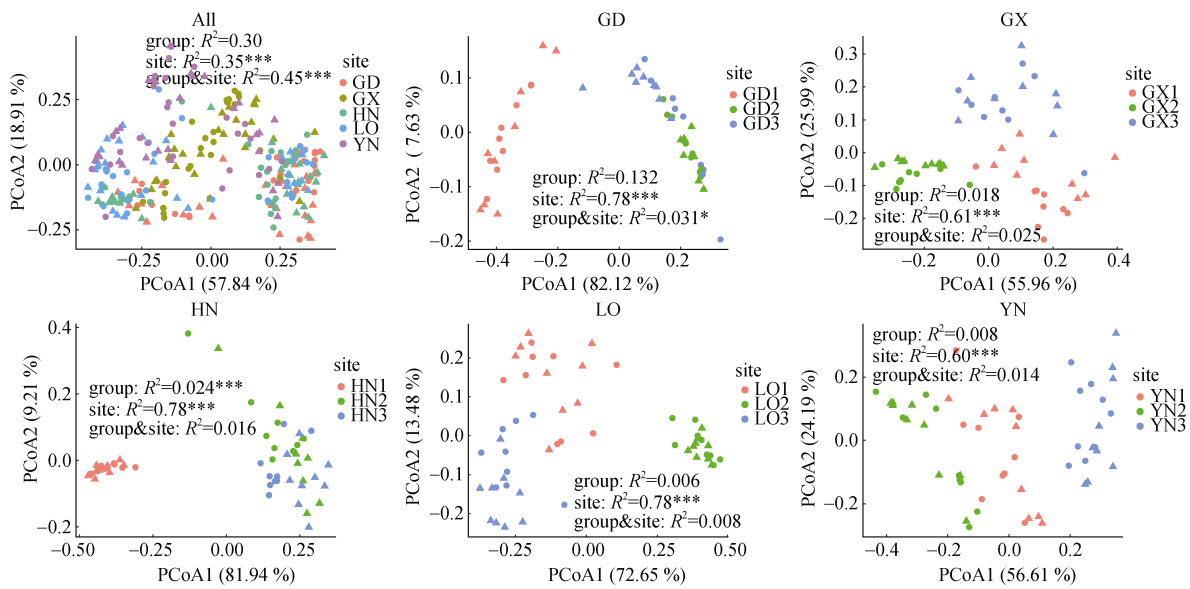 All
group: R²=0.30
site: R²=0.35***
group&site: R²=0.45***
PCoA2 (18.91 %)
0.25
0.00
−0.25
−0.25
0.00
0.25
PCoA1 (57.84 %)
site
GD
GX
HN
LO
YN
GD
PCoA2 ( 7.63 %)
0.1
0.0
−0.1
−0.2
group: R²=0.132
site: R²=0.78***
group&site: R²=0.031*
−0.4
−0.2
0.0
0.2
PCoA1 (82.12 %)
site
GD1
GD2
GD3
GX
PCoA2 (25.99 %)
0.3
0.2
0.1
0.0
−0.1
−0.2
group: R²=0.018
site: R²=0.61***
group&site: R²=0.025
−0.2
0.0
0.2
0.4
PCoA1 (55.96 %)
site
GX1
GX2
GX3
HN
PCoA2 (9.21 %)
0.4
0.2
0.0
−0.2
group: R²=0.024***
site: R²=0.78***
group&site: R²=0.016
−0.50
−0.25
0.00
0.25
PCoA1 (81.94 %)
site
HN1
HN2
HN3
LO
PCoA2 (13.48 %)
0.2
0.0
−0.1
−0.2
group: R²=0.006
site: R²=0.78***
group&site: R²=0.008
−0.25
0.00
0.25
0.50
PCoA1 (72.65 %)
site
LO1
LO2
LO3
YN
group: R²=0.008
site: R²=0.60***
group&site: R²=0.014
PCoA2 (24.19 %)
0.2
0.0
−0.2
−0.4
−0.2
0.0
0.2
PCoA1 (56.61 %)
site
YN1
YN2
YN3